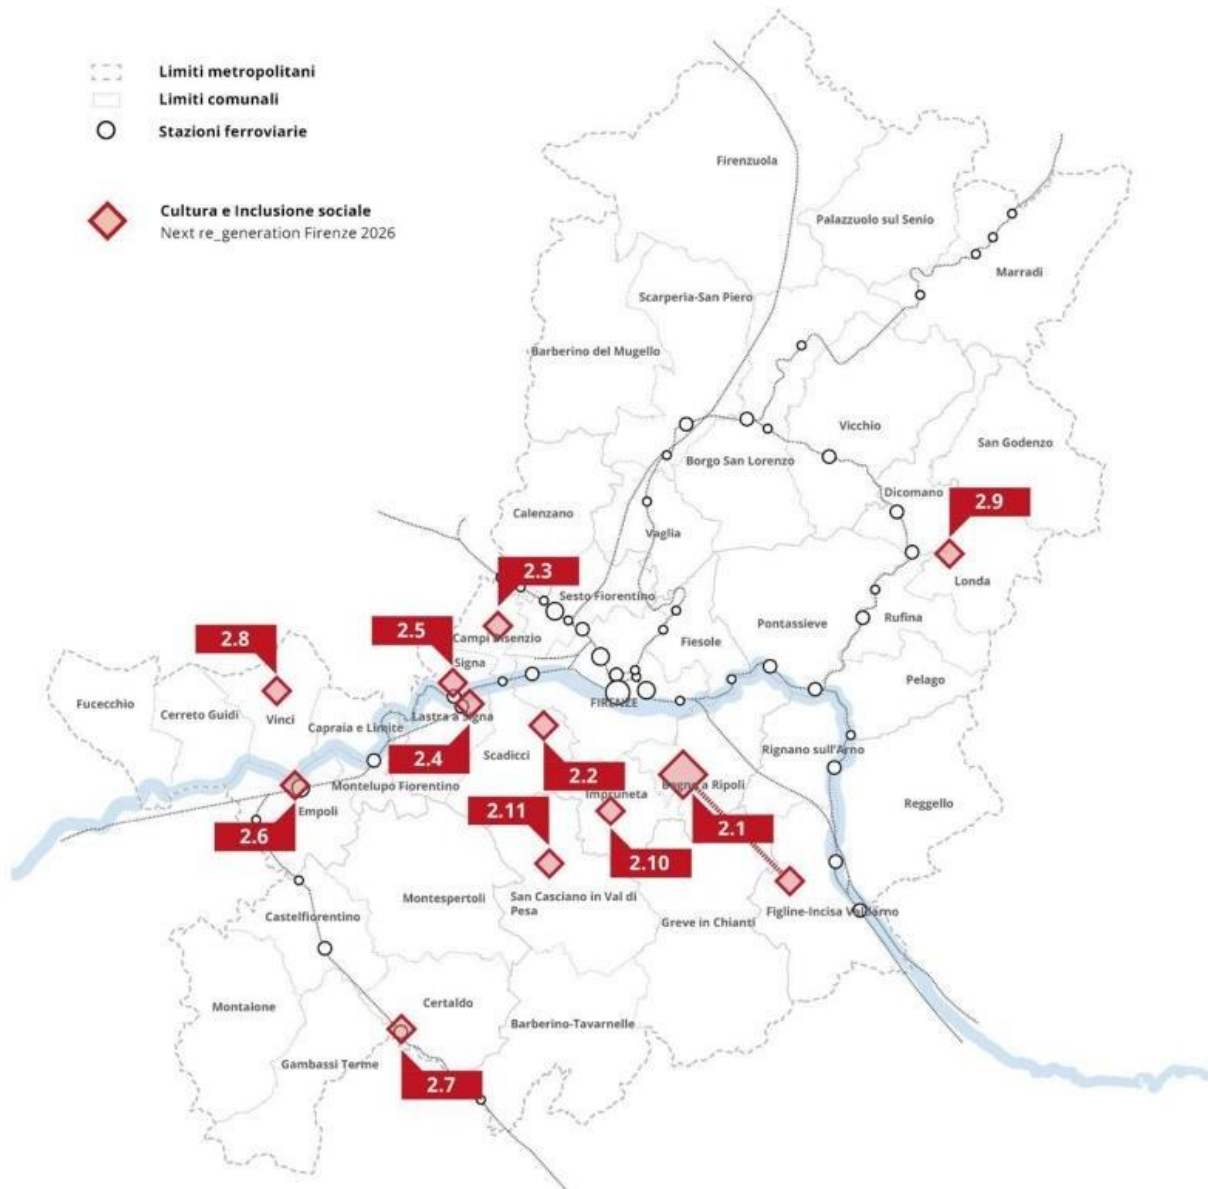 Limiti metropolitani
Limiti comunali
Stazioni ferroviarie
Cultura e Inclusione sociale
Next re_generation Firenze 2026
Firenzuola
Palazzuolo sul Senio
Marradi
Scarperia-San Piero
Barberino del Mugello
Vicchio
San Godenzo
Borgo San Lorenzo
Dicomano
2.9
Calenzano
Vaglia
2.3
Londa
Sesto Fiorentino
Rufina
Pontassieve
2.5
Campi Bisenzio
Fiesole
2.8
Signa
Pelago
Fucecchio
Cerreto Guidi
Vinci
Capraia e Limite
Lastra a Signa
FIRENZE
Rignano sull'Arno
Scadicci
2.4
2.2
Bagno a Ripoli
Montelupo Fiorentino
Impruneta
Reggello
Empoli
2.11
2.1
2.6
2.10
Montespertoli
San Casciano in Val di
Pesa
Figline-Incisa Valdarno
Castelfiorentino
Greve in Chianti
Montaione
Certaldo
Barberino-Tavarnelle
Gambassi Terme
2.7